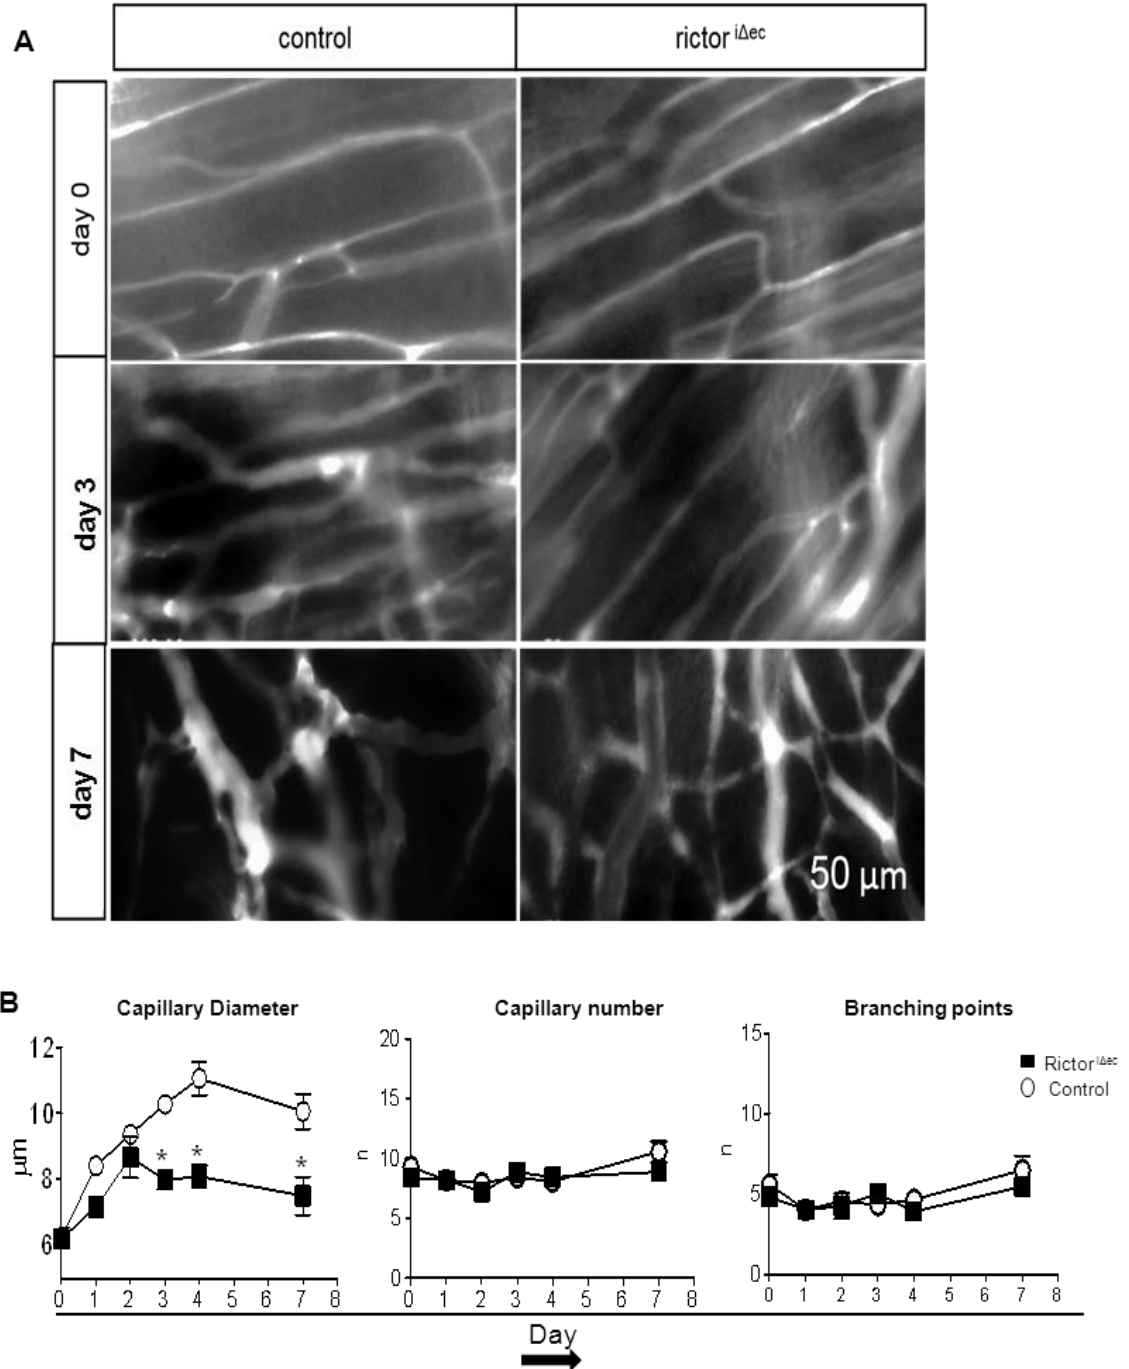 A
control
rictor iΔec
day 0
day 3
day 7
50 µm
B
Capillary Diameter
Capillary number
Branching points
12
10
8
6
µm
0 1 2 3 4 5 6 7 8
* * *
20
15
10
5
0
n
0 1 2 3 4 5 6 7 8
15
10
5
0
n
0 1 2 3 4 5 6 7 8
Rictor iΔec
Control
Day